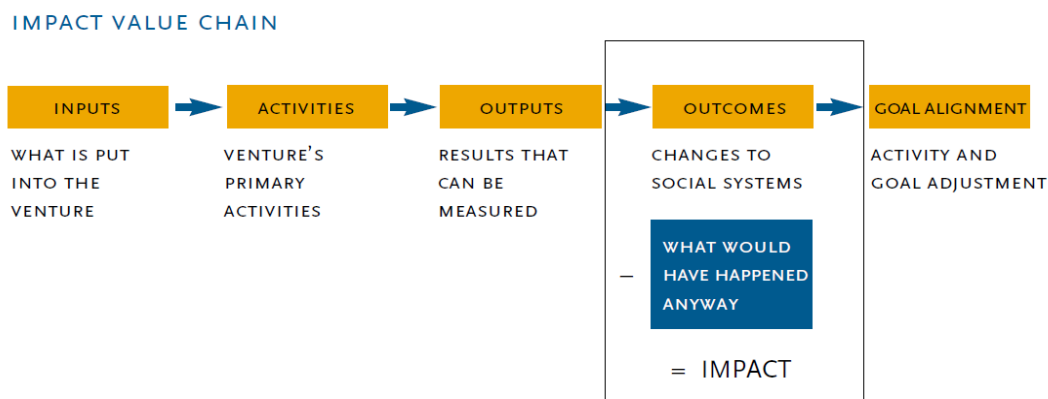 IMPACT VALUE CHAIN
INPUTS
ACTIVITIES
OUTPUTS
OUTCOMES
GOAL ALIGNMENT
WHAT IS PUT
INTO THE
VENTURE
VENTURE'S
PRIMARY
ACTIVITIES
RESULTS THAT
CAN BE
MEASURED
CHANGES TO
SOCIAL SYSTEMS
ACTIVITY AND
GOAL ADJUSTMENT
–
WHAT WOULD
HAVE HAPPENED
ANYWAY
= IMPACT